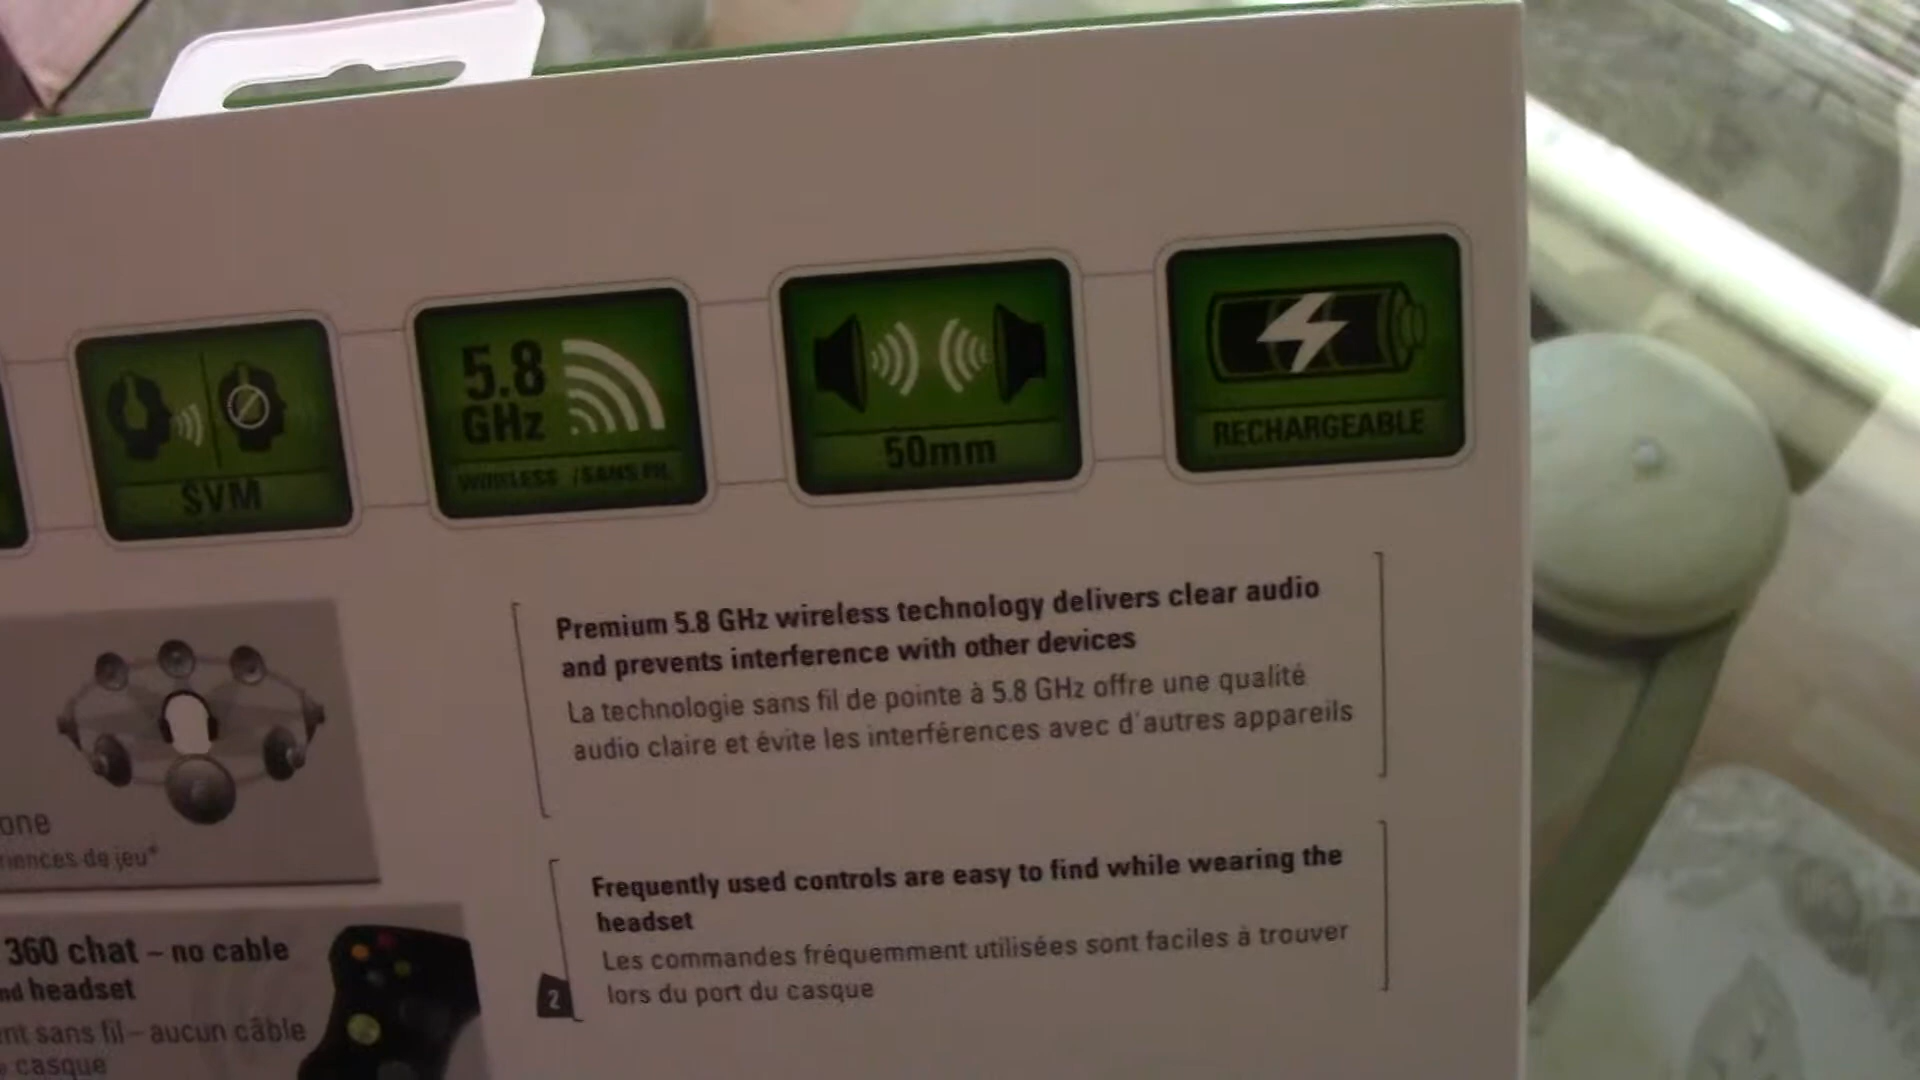 SVM
5.8
GHz
WIRELESS / SANS FIL
50mm
RECHARGEABLE
Premium 5.8 GHz wireless technology delivers clear audio
and prevents interference with other devices
La technologie sans fil de pointe à 5.8 GHz offre une qualité
audio claire et évite les interférences avec d'autres appareils
one
riences de jeu*
Frequently used controls are easy to find while wearing the
headset
Les commandes fréquemment utilisées sont faciles à trouver
lors du port du casque
2
360 chat – no cable
nd headset
nt sans fil – aucun câble
casque